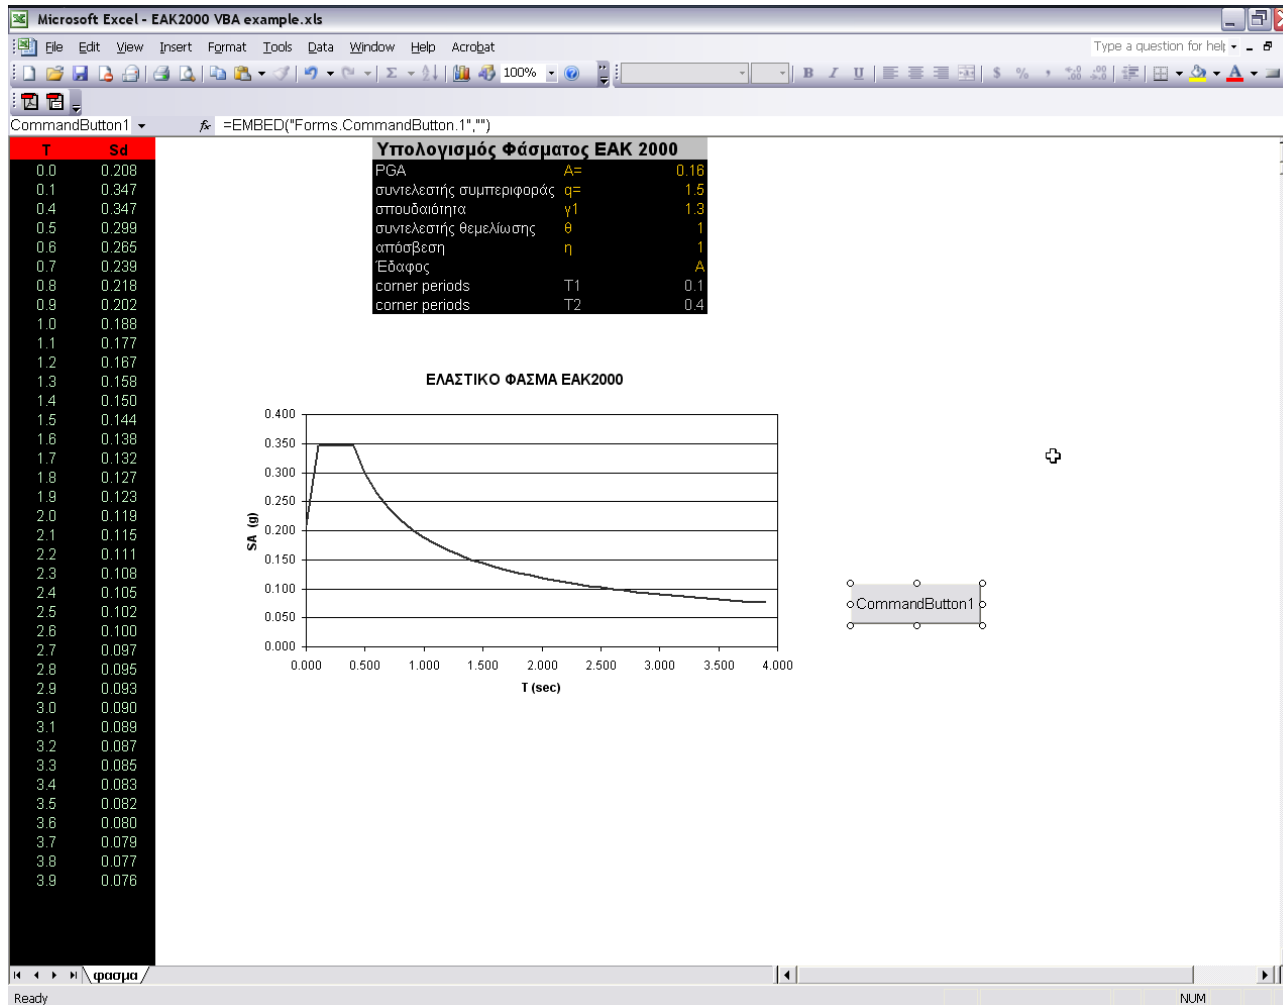 Microsoft Excel - EAK2000 VBA example.xls
File Edit View Insert Format Tools Data Window Help Acrobat
Type a question for help
100%
CommandButton1
fx =EMBED("Forms.CommandButton.1","")
T Sd
0.0 0.208
0.1 0.347
0.4 0.347
0.5 0.299
0.6 0.265
0.7 0.239
0.8 0.218
0.9 0.202
1.0 0.188
1.1 0.177
1.2 0.167
1.3 0.158
1.4 0.150
1.5 0.144
1.6 0.138
1.7 0.132
1.8 0.127
1.9 0.123
2.0 0.119
2.1 0.115
2.2 0.111
2.3 0.108
2.4 0.105
2.5 0.102
2.6 0.100
2.7 0.097
2.8 0.095
2.9 0.093
3.0 0.090
3.1 0.089
3.2 0.087
3.3 0.085
3.4 0.083
3.5 0.082
3.6 0.080
3.7 0.079
3.8 0.077
3.9 0.076
Υπολογισμός Φάσματος ΕΑΚ 2000
PGA A= 0.16
συντελεστής συμπεριφοράς q= 1.5
σπουδαιότητα γ1 1.3
συντελεστής θεμελίωσης θ 1
απόσβεση η 1
Έδαφος A
corner periods T1 0.1
corner periods T2 0.4
ΕΛΑΣΤΙΚΟ ΦΑΣΜΑ ΕΑΚ2000
SA (g)
0.400
0.350
0.300
0.250
0.200
0.150
0.100
0.050
0.000
0.000 0.500 1.000 1.500 2.000 2.500 3.000 3.500 4.000
T (sec)
CommandButton1
φασμα
Ready
NUM